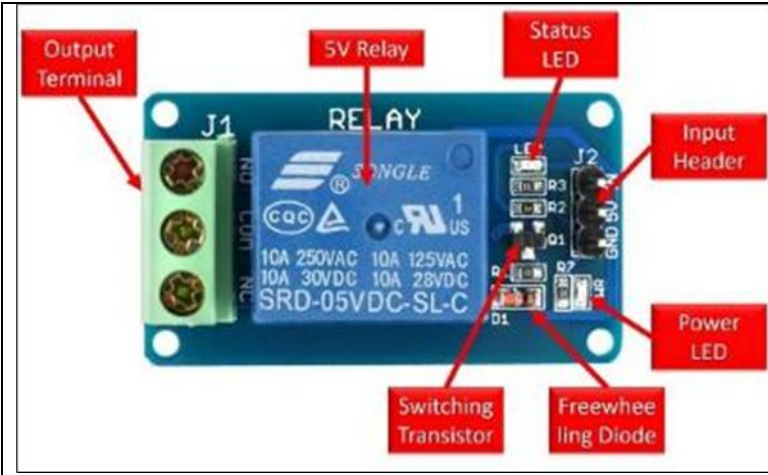 Output
Terminal
5V Relay
Status
LED
Input
Header
Power
LED
Switching
Transistor
Freewhee
ling Diode
J1
RELAY
NO
COM
NC
SONGLE
®
CQC
c US
1
10A 250VAC 10A 125VAC
10A 30VDC 10A 28VDC
SRD-05VDC-SL-C
R3
R2
Q1
D1
J2
IN
5V
GND